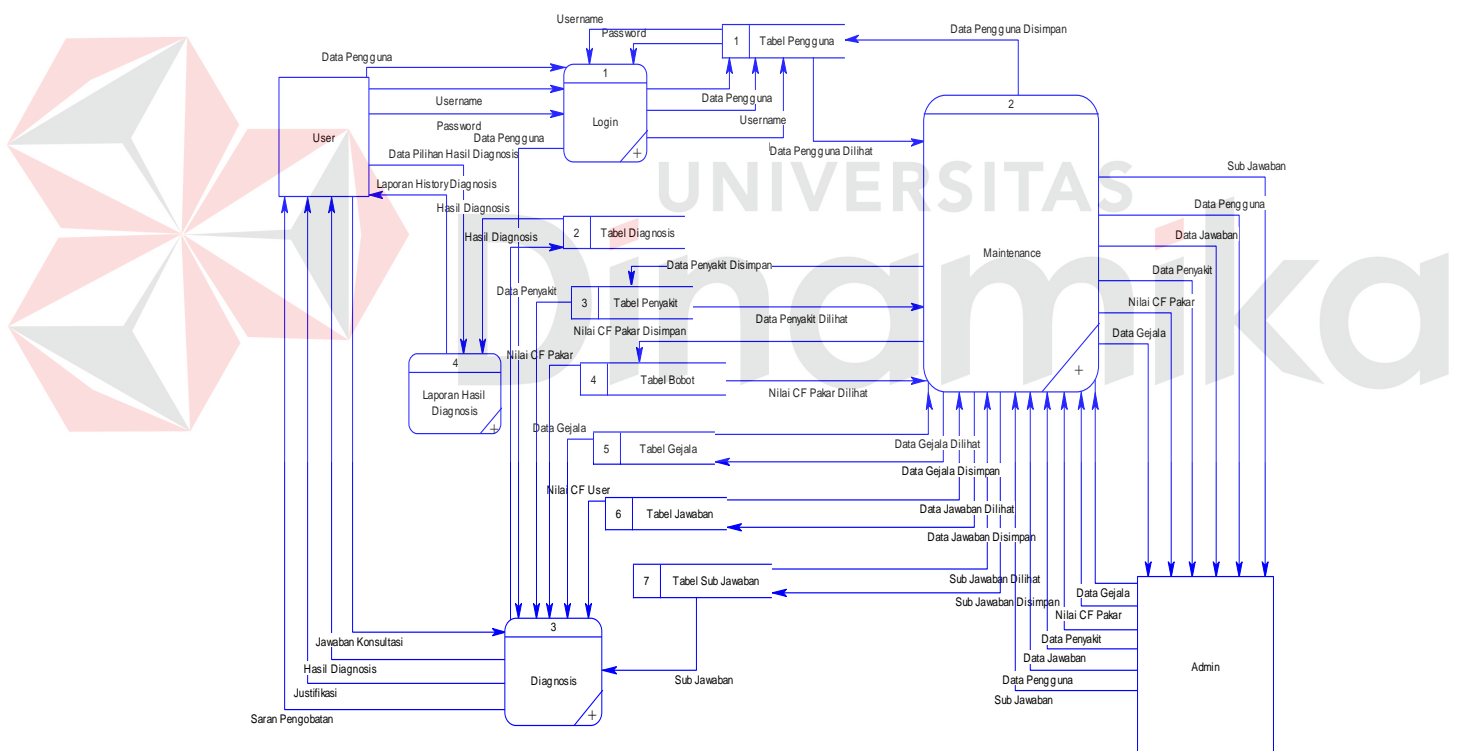 Username
Password
1 Tabel Pengguna
Data Pengguna Disimpan
Data Pengguna
1
Login
Username
Password
Data Pengguna
Data Pengguna
Username
Data Pengguna Dilihat
User
Data Pilihan Hasil Diagnosis
Laporan History Diagnosis
Hasil Diagnosis
Hasil Diagnosis
2 Tabel Diagnosis
2
Maintenance
UNIVERSITAS
Dinamika
Sub Jawaban
Data Pengguna
Data Jawaban
Data Penyakit
Nilai CF Pakar
Data Gejala
Data Penyakit Disimpan
Data Penyakit
3 Tabel Penyakit
Data Penyakit Dilihat
Nilai CF Pakar Disimpan
Nilai CF Pakar
4 Tabel Bobot
Nilai CF Pakar Dilihat
4
Laporan Hasil
Diagnosis
Data Gejala
5 Tabel Gejala
Data Gejala Dilihat
Data Gejala Disimpan
Nilai CF User
6 Tabel Jawaban
Data Jawaban Dilihat
Data Jawaban Disimpan
7 Tabel Sub Jawaban
Sub Jawaban Dilihat
Sub Jawaban Disimpan
Data Gejala
Nilai CF Pakar
Data Penyakit
Data Jawaban
Data Pengguna
Sub Jawaban
Admin
3
Diagnosis
Sub Jawaban
Jawaban Konsultasi
Hasil Diagnosis
Justifikasi
Saran Pengobatan